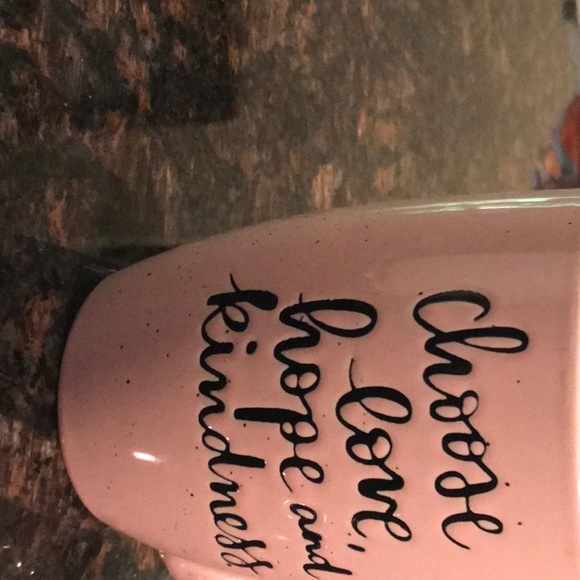 choose
love,
hope and
kindness